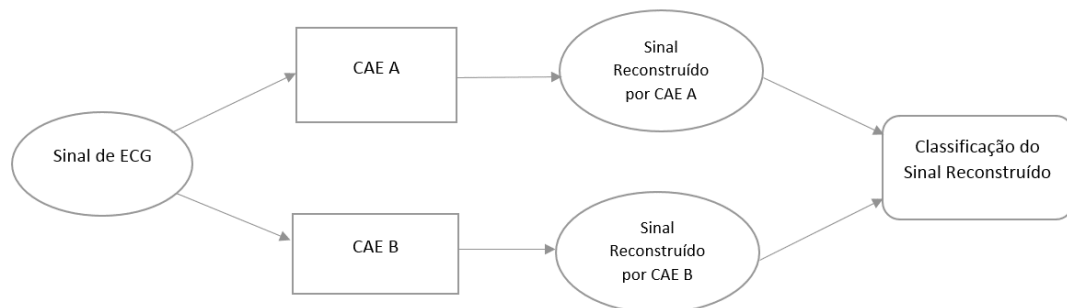 Sinal de ECG
CAE A
Sinal
Reconstruído
por CAE A
CAE B
Sinal
Reconstruído
por CAE B
Classificação do
Sinal Reconstruído